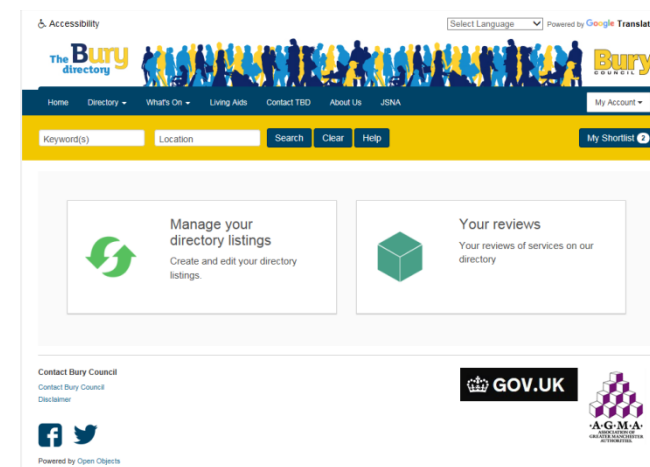 Accessibility
Select Language
Powered by Google Translat
The Bury
directory
Bury
COUNCIL
Home Directory What's On Living Aids Contact TBD About Us JSNA My Account
Keyword(s) Location Search Clear Help My Shortlist 2
Manage your
directory listings
Create and edit your directory
listings.
Your reviews
Your reviews of services on our
directory
Contact Bury Council
Contact Bury Council
Disclaimer
GOV.UK
·A·G·M·A·
ASSOCIATION OF
GREATER MANCHESTER
AUTHORITIES
Powered by Open Objects